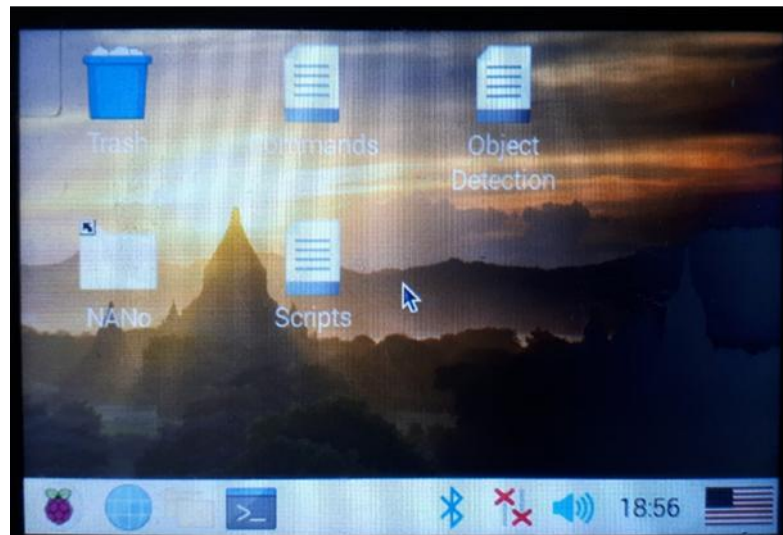 Trash
Commands
Object
Detection
NANo
Scripts
>_
18:56